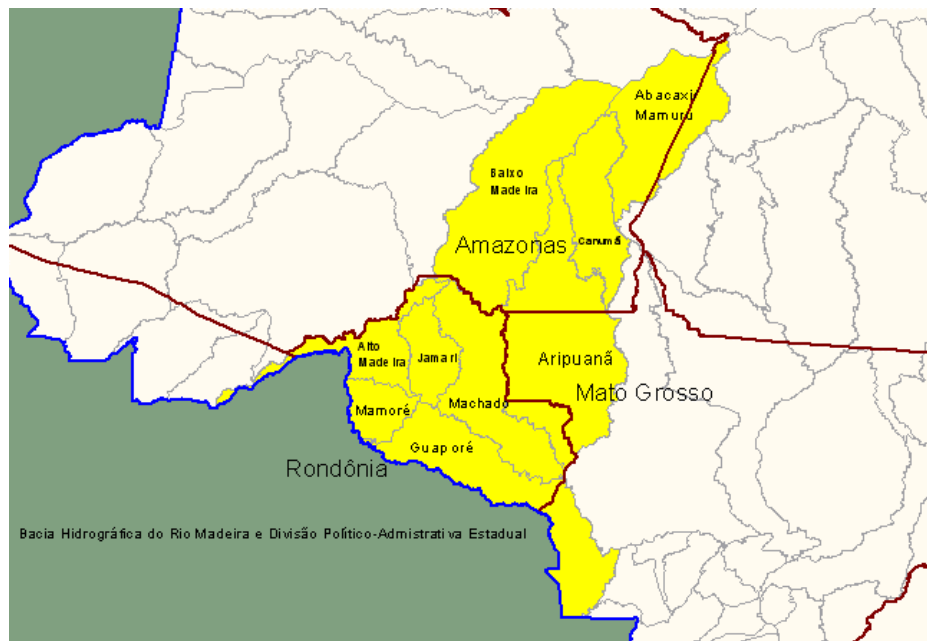 Abacaxi
Mamuru
Baixo
Madeira
Amazonas
Canumã
Alto
Madeira
Jamari
Aripuanã
Mato Grosso
Machado
Mamoré
Guaporé
Rondônia
Bacia Hidrográfica do Rio Madeira e Divisão Político-Admistrativa Estadual